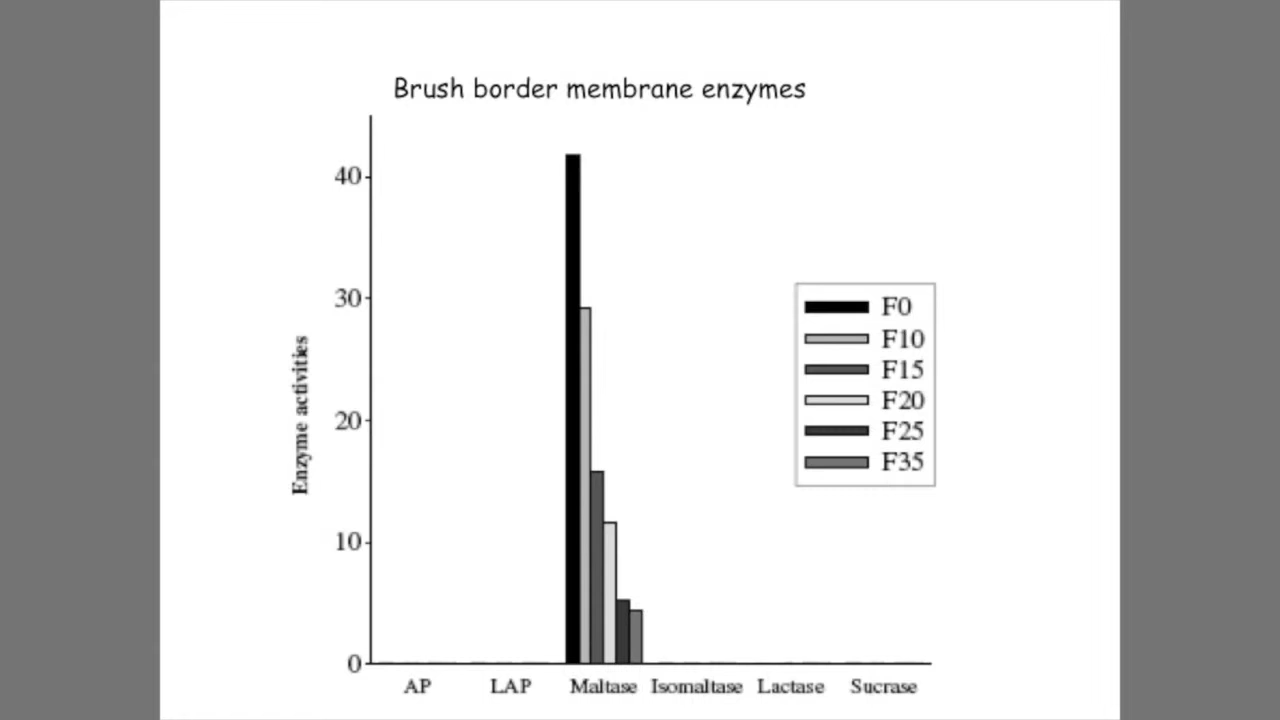 Brush border membrane enzymes
40
30
20
10
0
Enzyme activities
F0
F10
F15
F20
F25
F35
AP LAP Maltase Isomaltase Lactase Sucrase